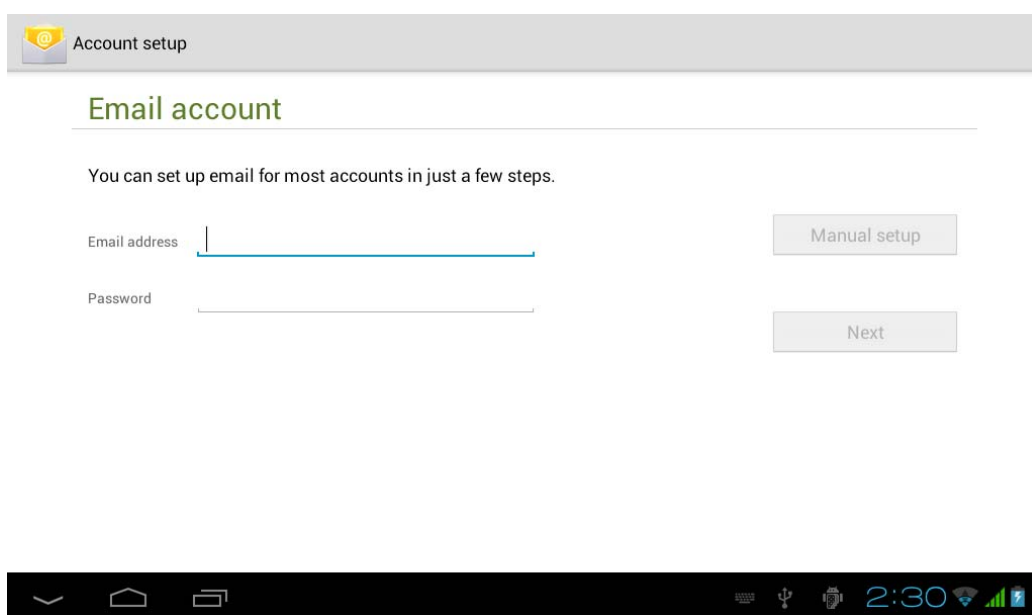 Account setup
Email account
You can set up email for most accounts in just a few steps.
Email address
Manual setup
Password
Next
2:30